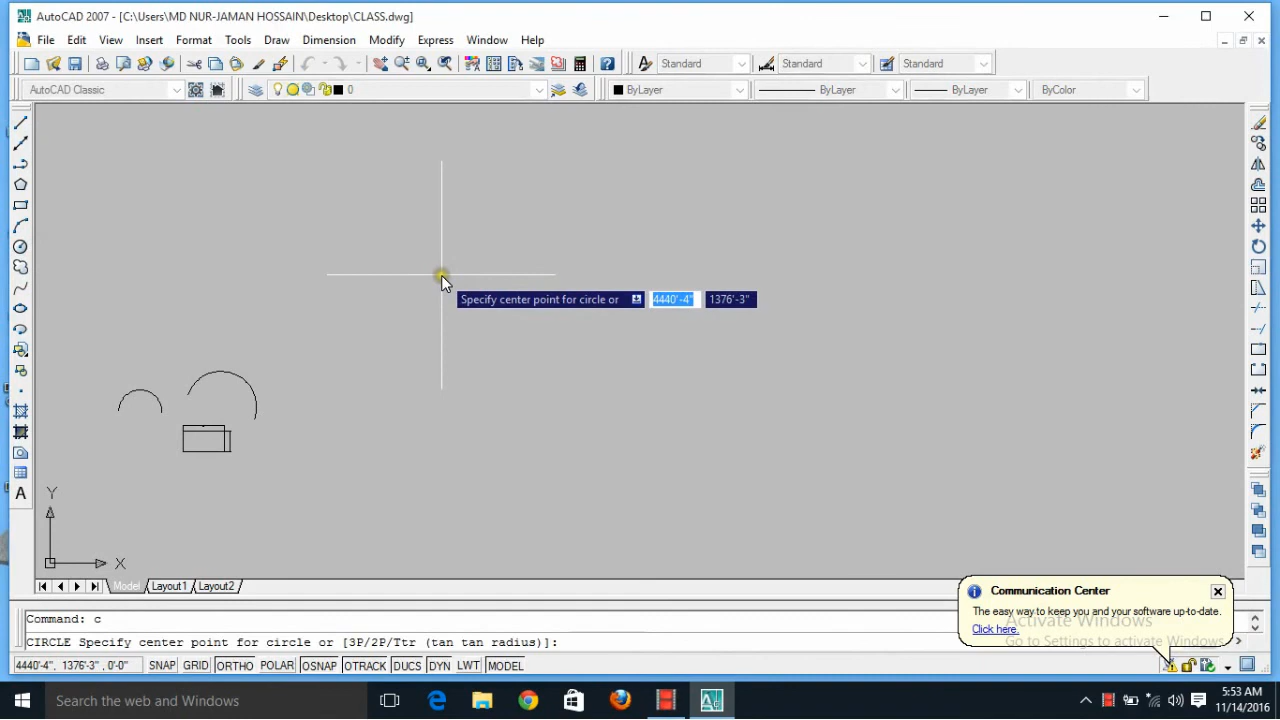 AutoCAD 2007 - [C:\Users\MD NUR-JAMAN HOSSAIN\Desktop\CLASS.dwg]
File Edit View Insert Format Tools Draw Dimension Modify Express Window Help
Standard Standard Standard
AutoCAD Classic 0 ByLayer ByLayer ByLayer ByColor
Specify center point for circle or 4440'-4" 1376'-3"
A
Y
X
Model Layout1 Layout2
Command: c
CIRCLE Specify center point for circle or [3P/2P/Ttr (tan tan radius)]:
Communication Center
The easy way to keep you and your software up-to-date.
Click here.
Activate Windows
Go to Settings to activate Windows.
4440'-4", 1376'-3" , 0'-0" SNAP GRID ORTHO POLAR OSNAP OTRACK DUCS DYN LWT MODEL
Search the web and Windows
5:53 AM
11/14/2016